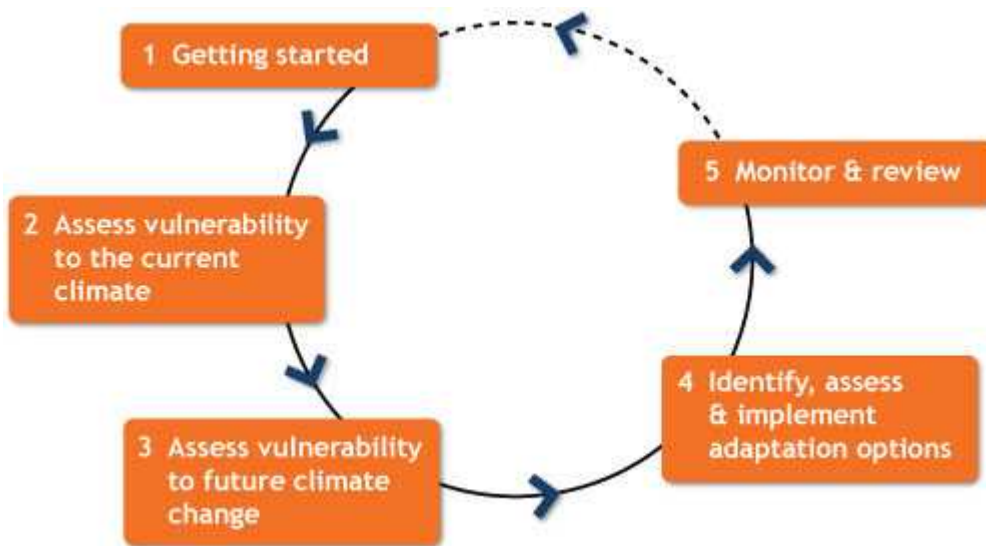 1 Getting started
2 Assess vulnerability
to the current
climate
3 Assess vulnerability
to future climate
change
4 Identify, assess
& implement
adaptation options
5 Monitor & review